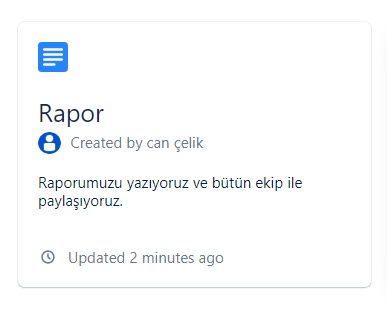 Rapor
Created by can çelik
Raporumuzu yazıyoruz ve bütün ekip ile
paylaşıyoruz.
Updated 2 minutes ago